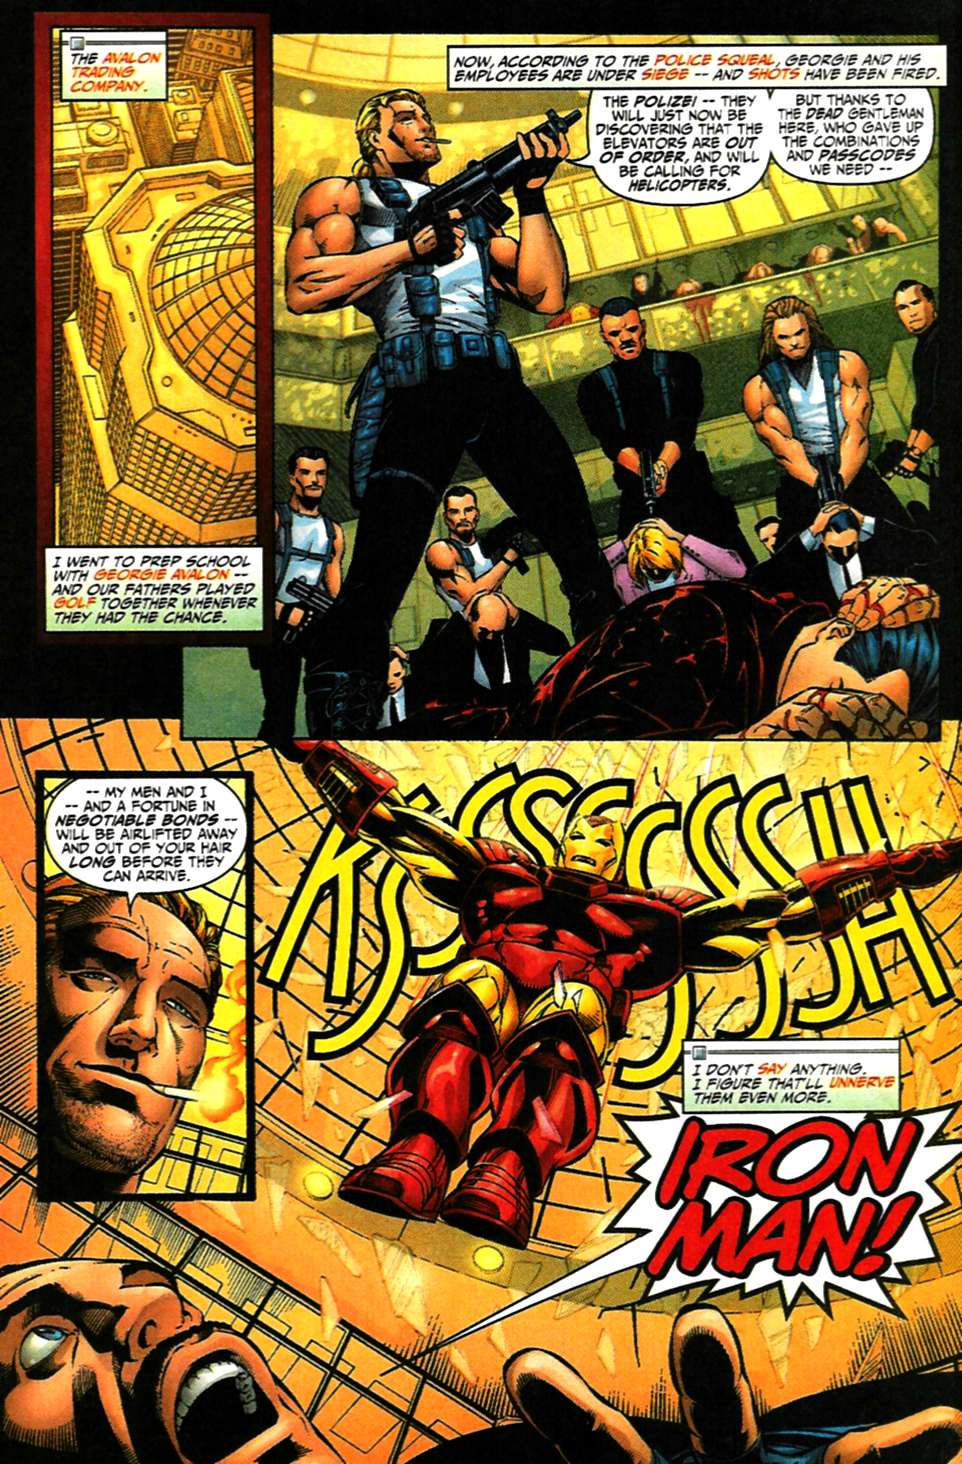 THE AVALON
TRADING
COMPANY.
I WENT TO PREP SCHOOL
WITH GEORGIE AVALON --
AND OUR FATHERS PLAYED
GOLF TOGETHER WHENEVER
THEY HAD THE CHANCE.
NOW, ACCORDING TO THE POLICE SQUEAL, GEORGIE AND HIS
EMPLOYEES ARE UNDER SIEGE -- AND SHOTS HAVE BEEN FIRED.
THE POLIZEI -- THEY
WILL JUST NOW BE
DISCOVERING THAT THE
ELEVATORS ARE OUT
OF ORDER, AND WILL
BE CALLING FOR
HELICOPTERS.
BUT THANKS TO
THE DEAD GENTLEMAN
HERE, WHO GAVE UP
THE COMBINATIONS
AND PASSCODES
WE NEED --
-- MY MEN AND I
-- AND A FORTUNE IN
NEGOTIABLE BONDS --
WILL BE AIRLIFTED AWAY
AND OUT OF YOUR HAIR
LONG BEFORE THEY
CAN ARRIVE.
KSSSSSSSSH
I DON'T SAY ANYTHING.
I FIGURE THAT'LL UNNERVE
THEM EVEN MORE.
IRON
MAN!